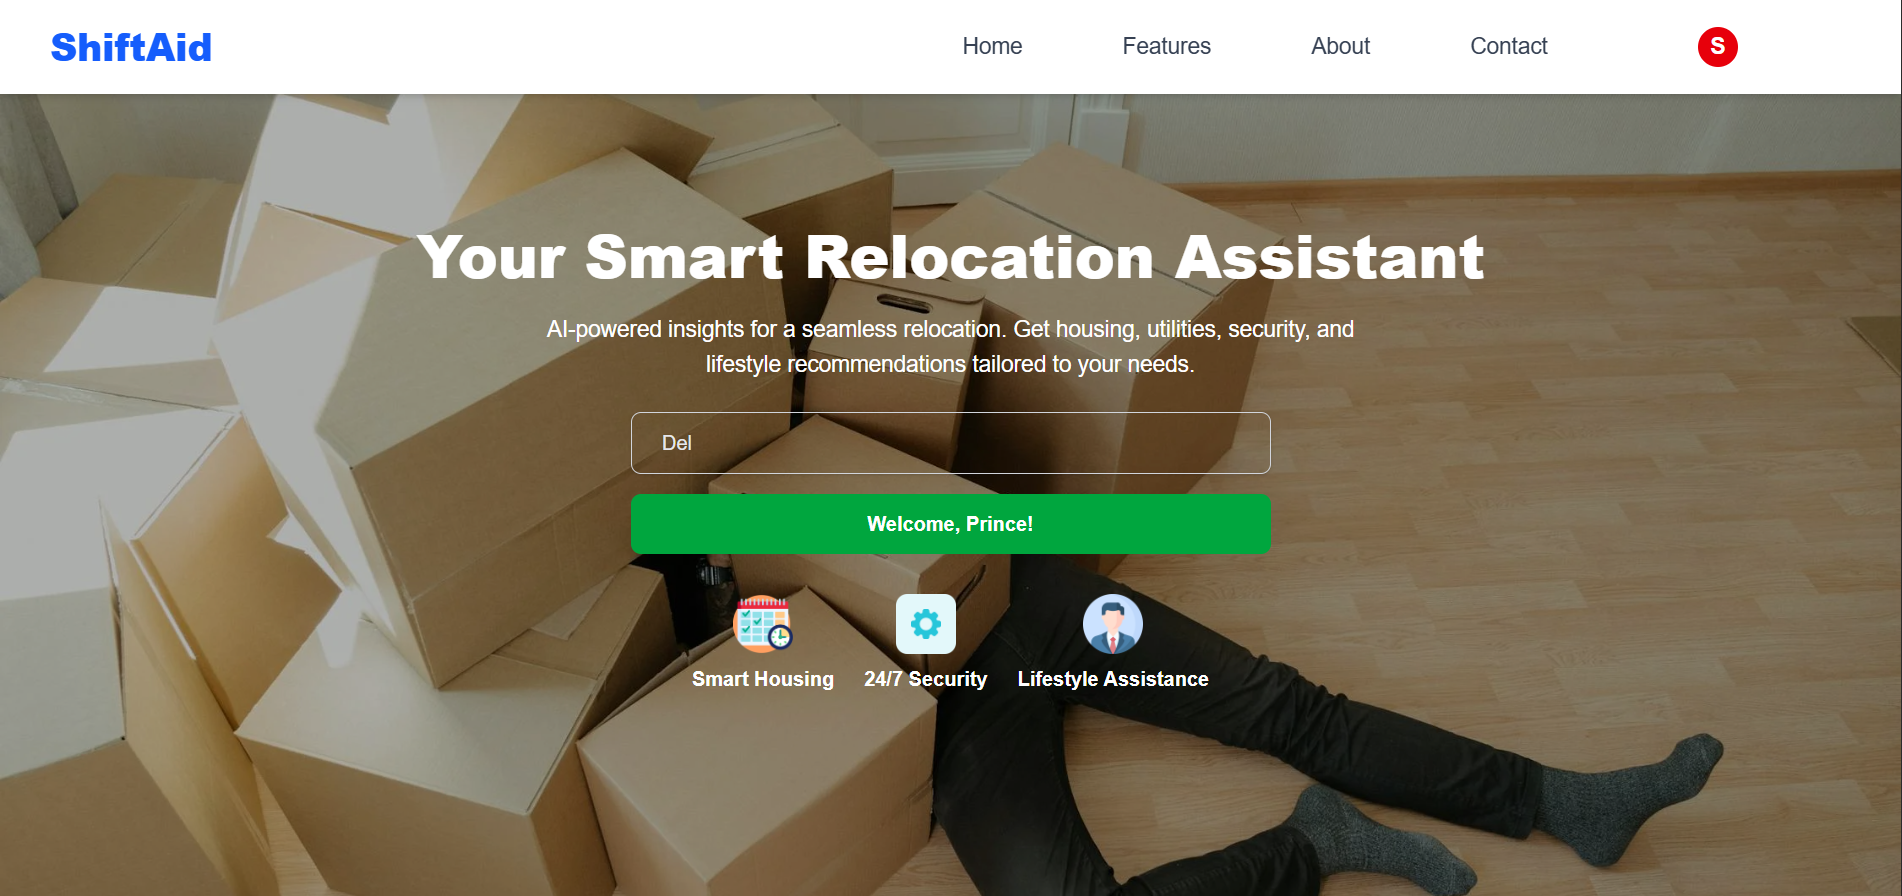 ShiftAid
Home
Features
About
Contact
S
Your Smart Relocation Assistant
AI-powered insights for a seamless relocation. Get housing, utilities, security, and
lifestyle recommendations tailored to your needs.
Del
Welcome, Prince!
Smart Housing
24/7 Security
Lifestyle Assistance